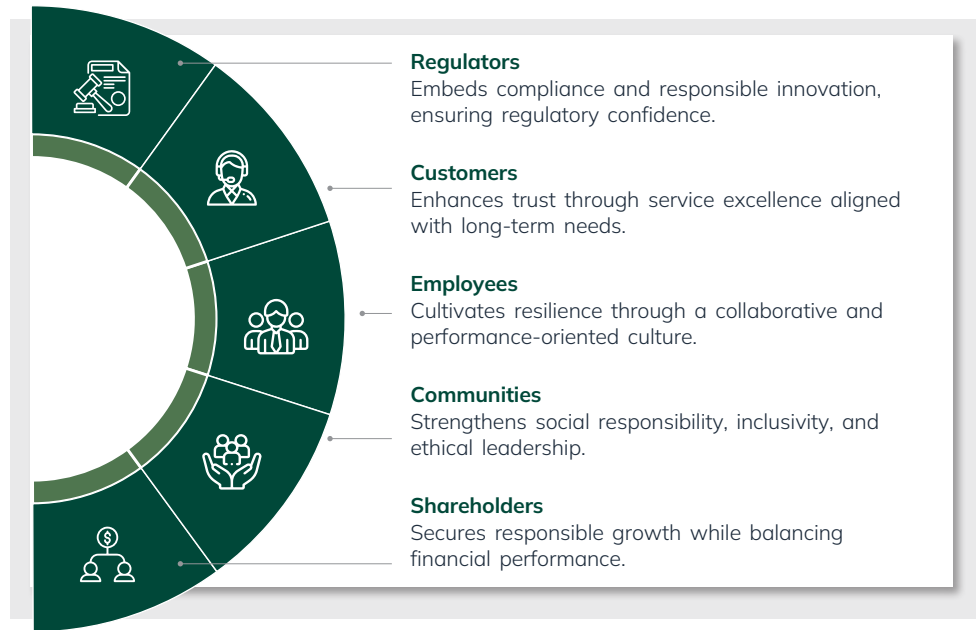 Regulators
Embeds compliance and responsible innovation,
ensuring regulatory confidence.
Customers
Enhances trust through service excellence aligned
with long-term needs.
Employees
Cultivates resilience through a collaborative and
performance-oriented culture.
Communities
Strengthens social responsibility, inclusivity, and
ethical leadership.
Shareholders
Secures responsible growth while balancing
financial performance.
$